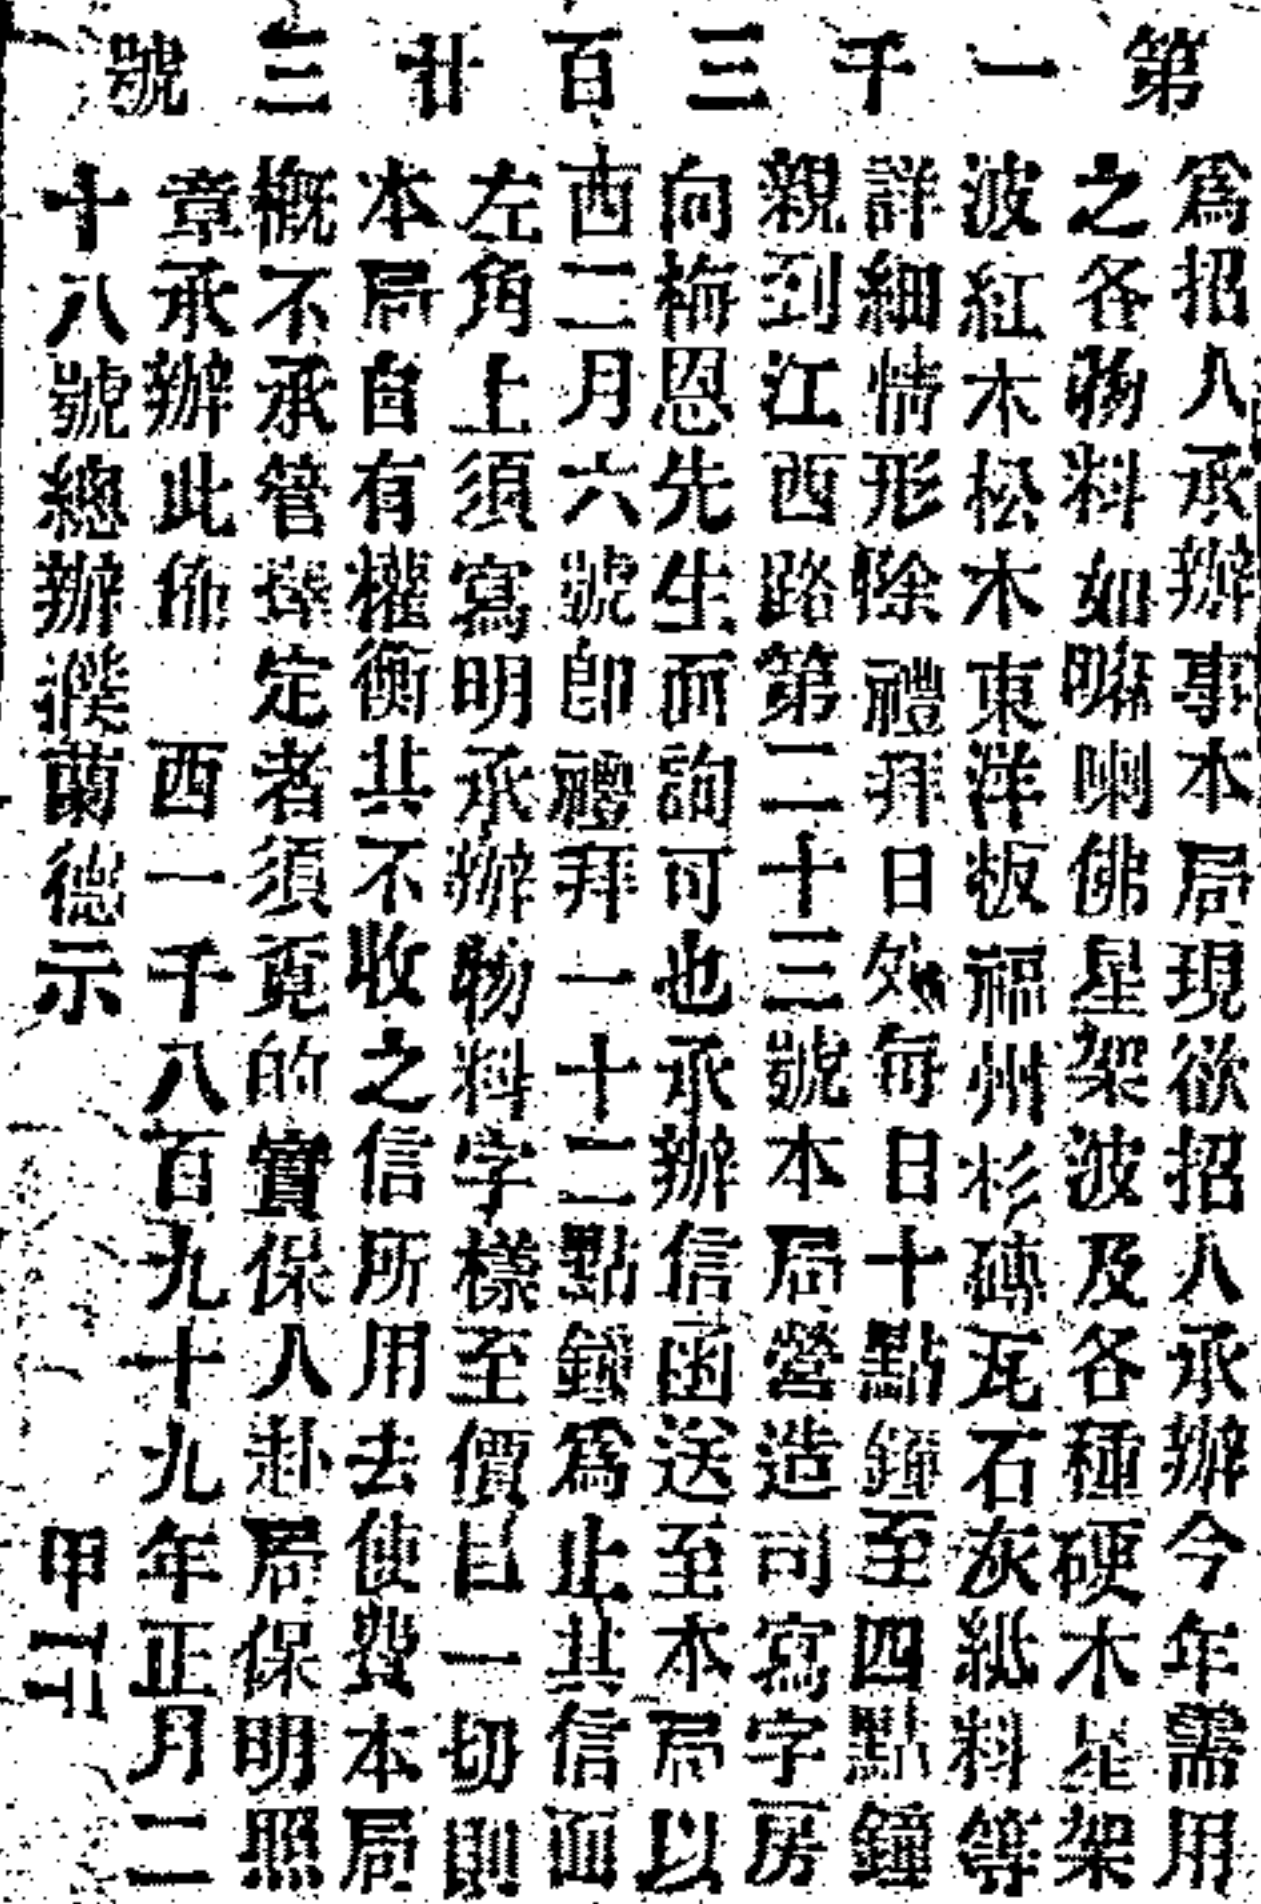 第一千三百廿三號
爲招人承辦事本局現欲招人承辦今年需用
之各物料如嘛喇佛星架波及各種硬木星架
波紅木松木東洋板福州杉磚瓦石灰紙料等
詳細情形除禮拜日外每日十點鐘至四點鐘
親到江西路第二十三號本局營造司寫字房
向梅恩先生面詢可也承辦信函送至本局以
西二月六號即禮拜一十二點鐘爲止其信面
左角上須寫明承辦物料字樣至價目一切則
本局自有權衡其不收之信所用去使費本局
概不承管舉定者須覓的實保人赴局保明照
章承辦此佈　西一千八百九十九年正月二
十八號總辦濮蘭德示　甲二五